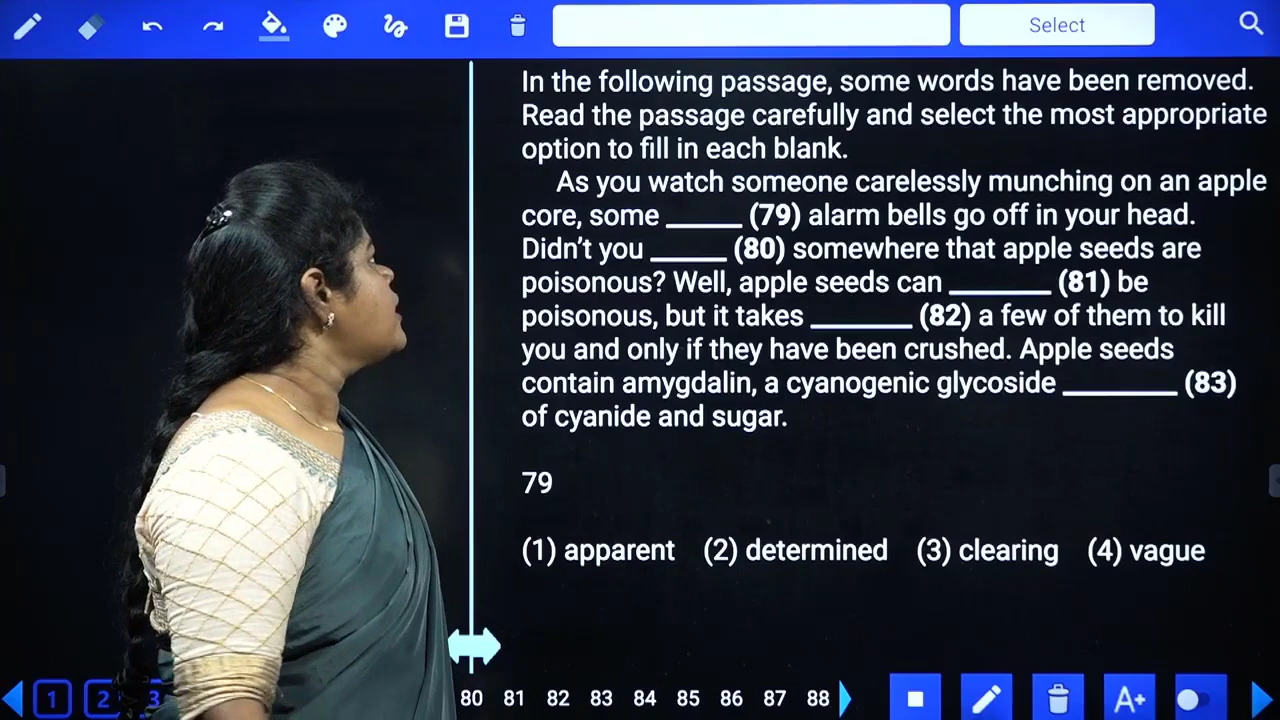 Select
In the following passage, some words have been removed.
Read the passage carefully and select the most appropriate
option to fill in each blank.
As you watch someone carelessly munching on an apple
core, some _____ (79) alarm bells go off in your head.
Didn't you _____ (80) somewhere that apple seeds are
poisonous? Well, apple seeds can _______ (81) be
poisonous, but it takes _______ (82) a few of them to kill
you and only if they have been crushed. Apple seeds
contain amygdalin, a cyanogenic glycoside ________ (83)
of cyanide and sugar.
79
(1) apparent (2) determined (3) clearing (4) vague
1 2 3 80 81 82 83 84 85 86 87 88 A+